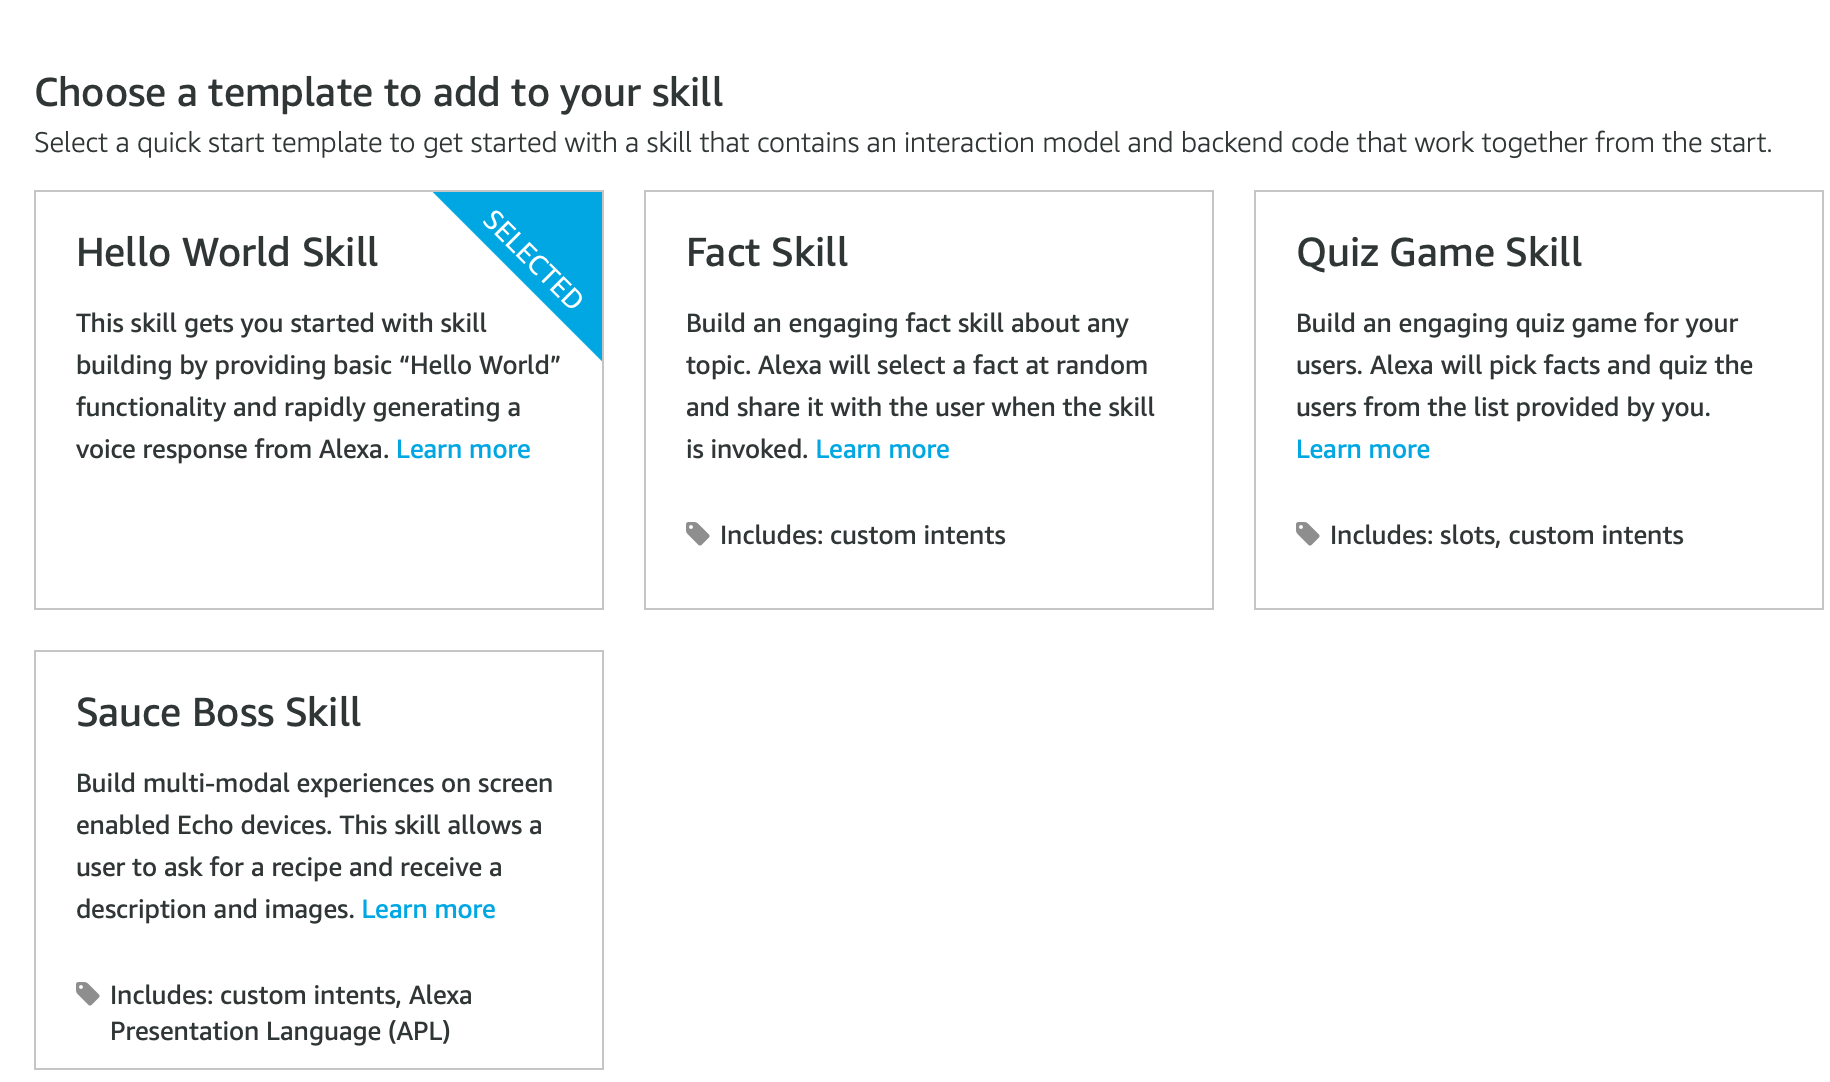 Choose a template to add to your skill
Select a quick start template to get started with a skill that contains an interaction model and backend code that work together from the start.
Hello World Skill
SELECTED
This skill gets you started with skill
building by providing basic “Hello World”
functionality and rapidly generating a
voice response from Alexa. Learn more
Fact Skill
Build an engaging fact skill about any
topic. Alexa will select a fact at random
and share it with the user when the skill
is invoked. Learn more
Includes: custom intents
Quiz Game Skill
Build an engaging quiz game for your
users. Alexa will pick facts and quiz the
users from the list provided by you.
Learn more
Includes: slots, custom intents
Sauce Boss Skill
Build multi-modal experiences on screen
enabled Echo devices. This skill allows a
user to ask for a recipe and receive a
description and images. Learn more
Includes: custom intents, Alexa
Presentation Language (APL)